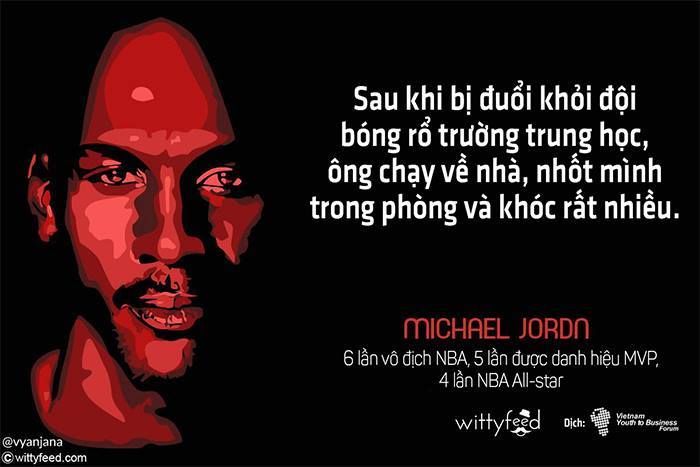 Sau khi bị đuổi khỏi đội
bóng rổ trường trung học,
ông chạy về nhà, nhốt mình
trong phòng và khóc rất nhiều.
MICHAEL JORDN
6 lần vô địch NBA, 5 lần được danh hiệu MVP,
4 lần NBA All-star
wittyfeed
Dịch:
Vietnam
Youth to Business
Forum
@vyanjana
© wittyfeed.com